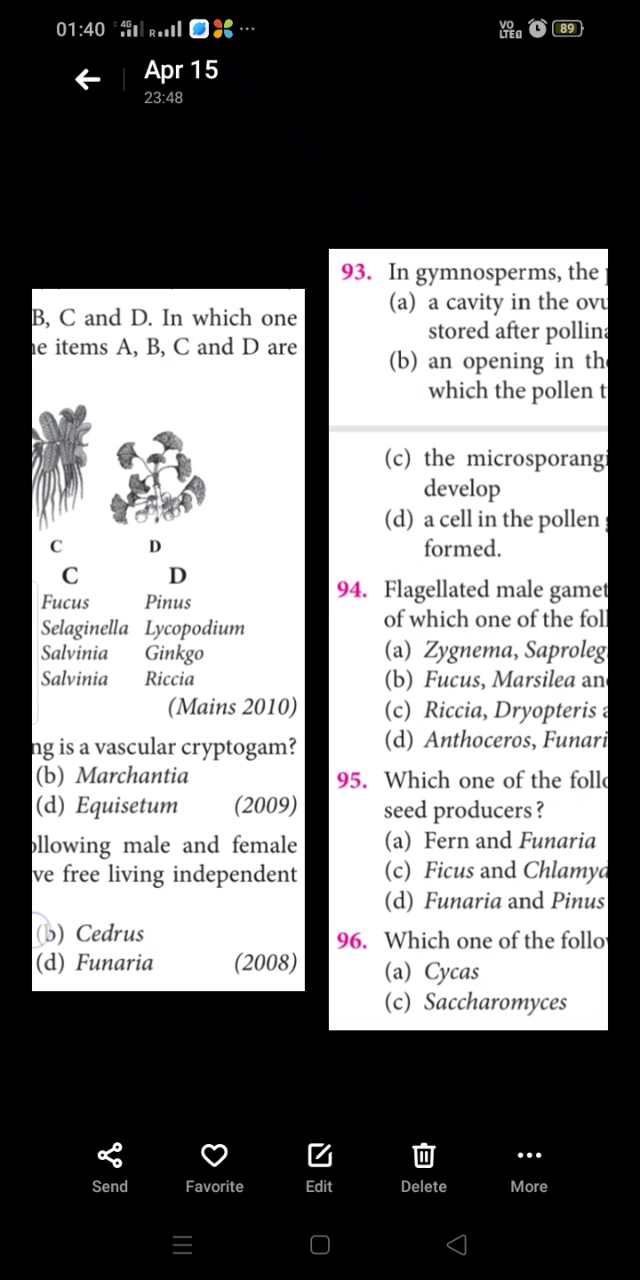 01:40 4G R ...
VO LTE 89
Apr 15
23:48
B, C and D. In which one
e items A, B, C and D are
C D
C D
Fucus Pinus
Selaginella Lycopodium
Salvinia Ginkgo
Salvinia Riccia
(Mains 2010)
ng is a vascular cryptogam?
(b) Marchantia
(d) Equisetum (2009)
ollowing male and female
ve free living independent
(b) Cedrus
(d) Funaria (2008)
93. In gymnosperms, the
(a) a cavity in the ovu
stored after pollina
(b) an opening in the
which the pollen t
(c) the microsporangi
develop
(d) a cell in the pollen
formed.
94. Flagellated male gamet
of which one of the foll
(a) Zygnema, Saproleg
(b) Fucus, Marsilea an
(c) Riccia, Dryopteris
(d) Anthoceros, Funari
95. Which one of the follo
seed producers?
(a) Fern and Funaria
(c) Ficus and Chlamyd
(d) Funaria and Pinus
96. Which one of the follo
(a) Cycas
(c) Saccharomyces
Send Favorite Edit Delete More